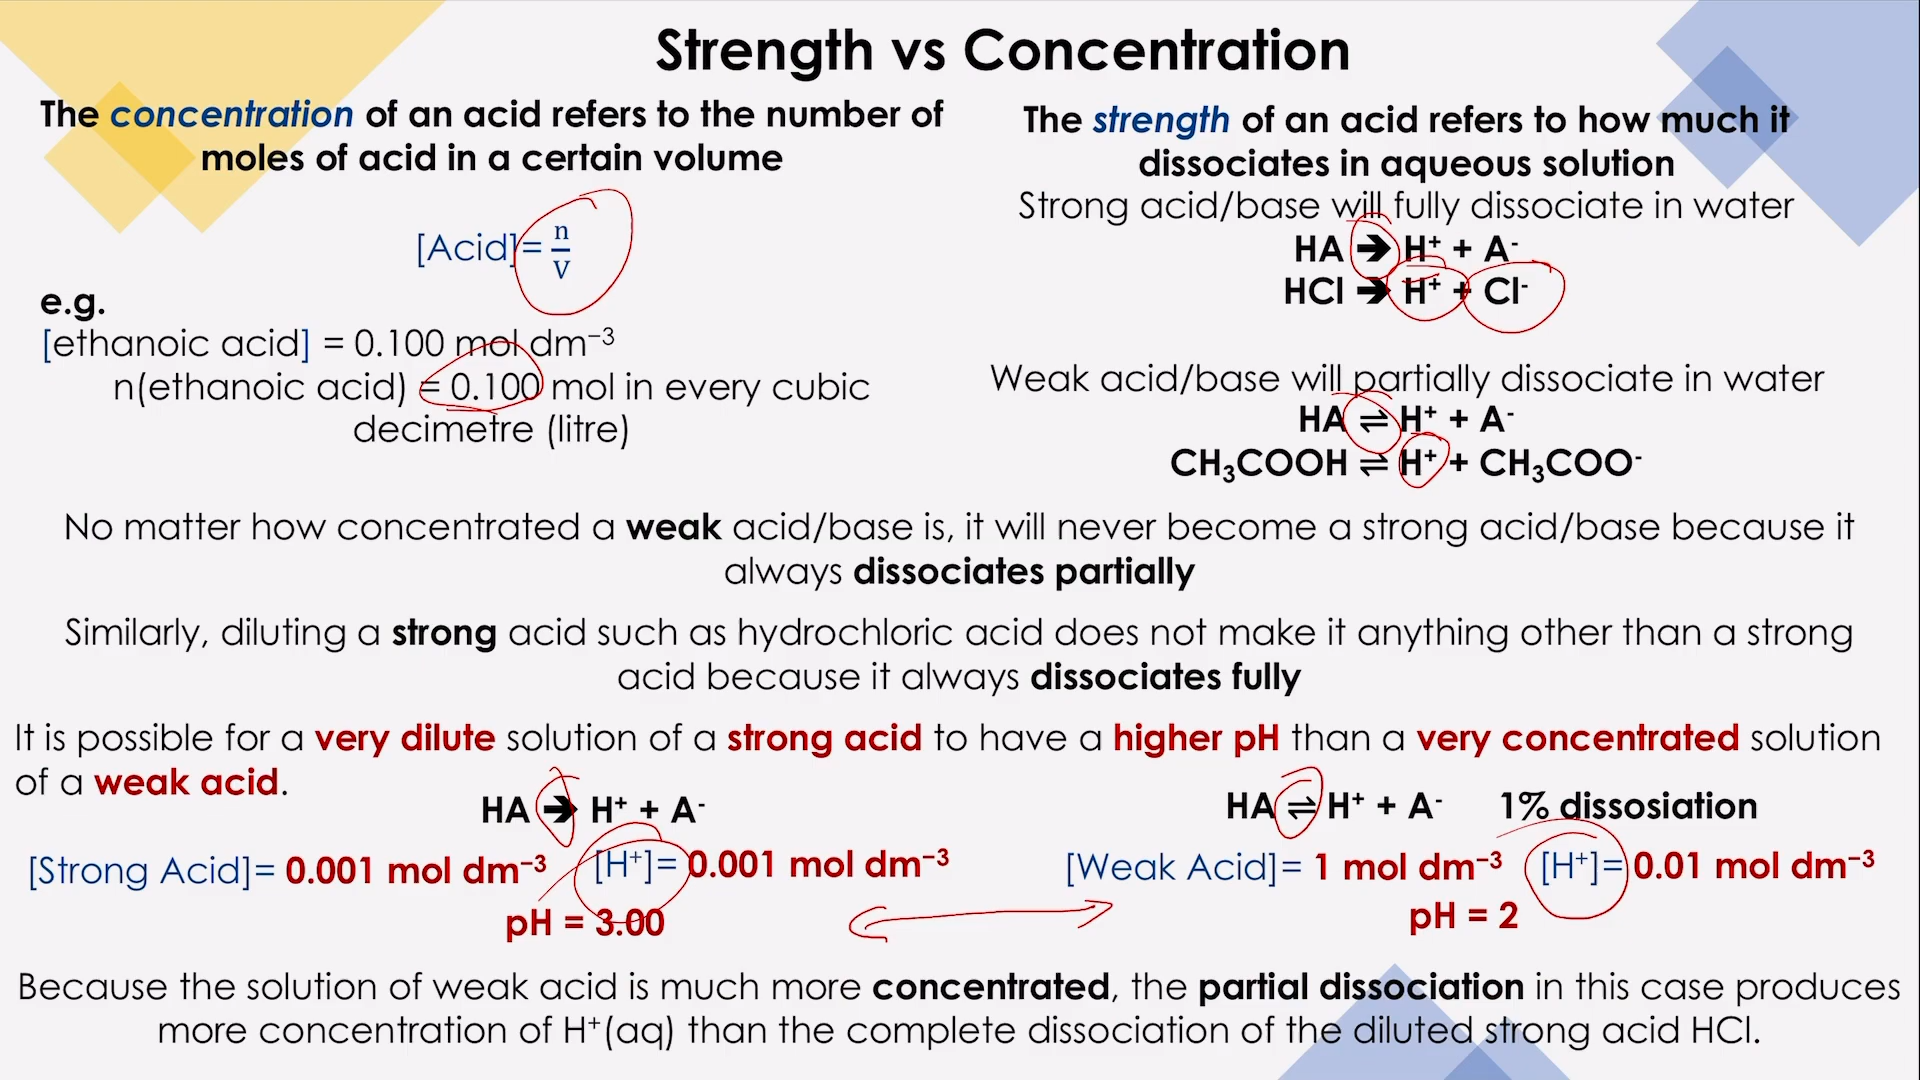 Strength vs Concentration
The concentration of an acid refers to the number of
moles of acid in a certain volume
[Acid]= n/V
e.g.
[ethanoic acid] = 0.100 mol dm⁻³
n(ethanoic acid) = 0.100 mol in every cubic
decimetre (litre)
The strength of an acid refers to how much it
dissociates in aqueous solution
Strong acid/base will fully dissociate in water
HA ➔ H⁺ + A⁻
HCl ➔ H⁺ + Cl⁻
Weak acid/base will partially dissociate in water
HA ⇌ H⁺ + A⁻
CH₃COOH ⇌ H⁺ + CH₃COO⁻
No matter how concentrated a weak acid/base is, it will never become a strong acid/base because it
always dissociates partially
Similarly, diluting a strong acid such as hydrochloric acid does not make it anything other than a strong
acid because it always dissociates fully
It is possible for a very dilute solution of a strong acid to have a higher pH than a very concentrated solution
of a weak acid.
HA ➔ H⁺ + A⁻
[Strong Acid]= 0.001 mol dm⁻³ [H⁺]= 0.001 mol dm⁻³
pH = 3.00
HA ⇌ H⁺ + A⁻ 1% dissosiation
[Weak Acid]= 1 mol dm⁻³ [H⁺]= 0.01 mol dm⁻³
pH = 2
Because the solution of weak acid is much more concentrated, the partial dissociation in this case produces
more concentration of H⁺(aq) than the complete dissociation of the diluted strong acid HCl.